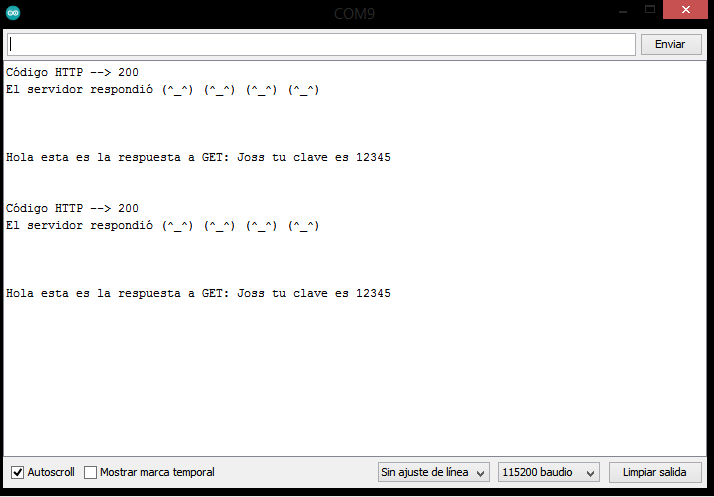 COM9
Enviar
Código HTTP --> 200
El servidor respondió (^_^) (^_^) (^_^) (^_^)
Hola esta es la respuesta a GET: Joss tu clave es 12345
Código HTTP --> 200
El servidor respondió (^_^) (^_^) (^_^) (^_^)
Hola esta es la respuesta a GET: Joss tu clave es 12345
Autoscroll Mostrar marca temporal Sin ajuste de línea 115200 baudio Limpiar salida